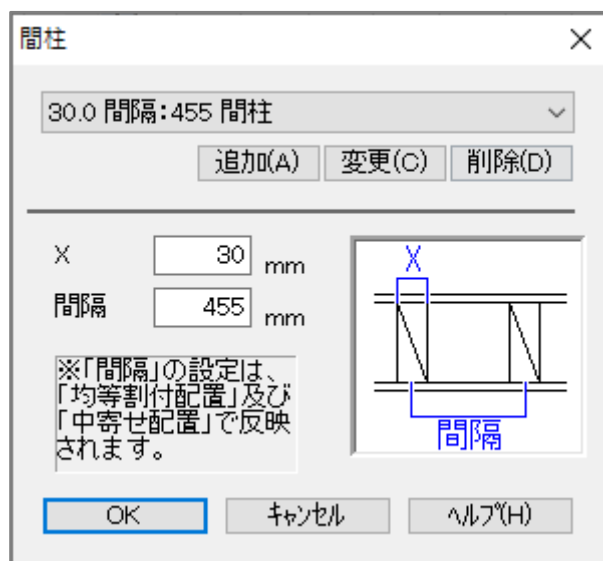 間柱
30.0 間隔:455 間柱
追加(A) 変更(C) 削除(D)
X 30 mm
間隔 455 mm
※「間隔」の設定は、
「均等割付配置」及び
「中寄せ配置」で反映
されます。
X
間隔
OK キャンセル ヘルプ(H)